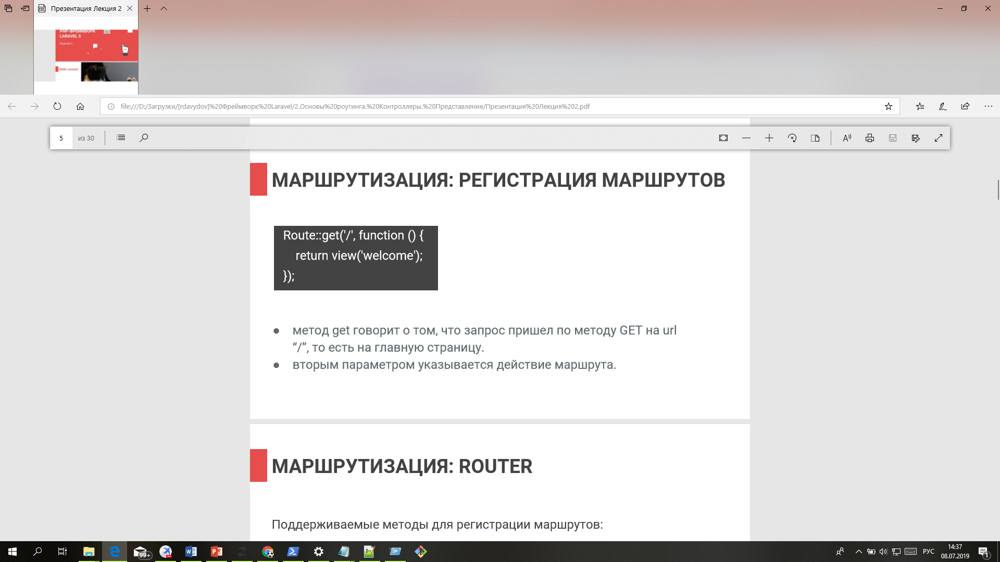 Презентация Лекция 2
PHP-ФРЕЙМВОРК
LARAVEL 5
Занятие 2
Hello Laravel
file:///D:/Загрузки/[rdavydov]%20Фреймворк%20Laravel/2.Основы%20роутинга.%20Контроллеры.%20Представления/Презентация%20Лекция%202.pdf
5 из 30
МАРШРУТИЗАЦИЯ: РЕГИСТРАЦИЯ МАРШРУТОВ
Route::get('/', function () {
return view('welcome');
});
● метод get говорит о том, что запрос пришел по методу GET на url
“/”, то есть на главную страницу.
● вторым параметром указывается действие маршрута.
МАРШРУТИЗАЦИЯ: ROUTER
Поддерживаемые методы для регистрации маршрутов:
99+
РУС
14:37
08.07.2019
1